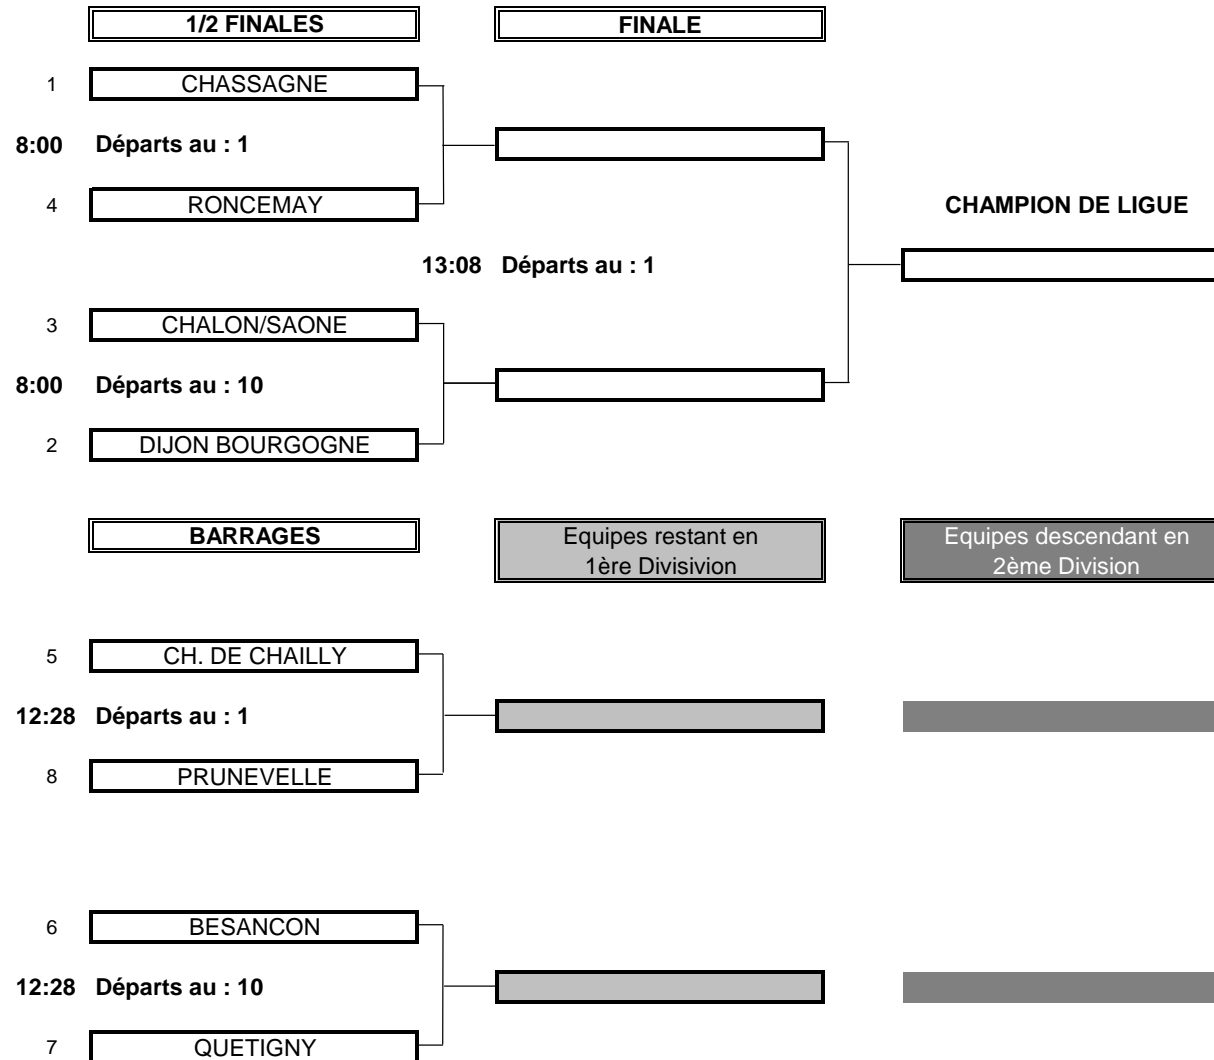 1/2 FINALES FINALE
1 CHASSAGNE
8:00 Départs au : 1
4 RONCEMAY CHAMPION DE LIGUE
13:08 Départs au : 1
3 CHALON/SAONE
8:00 Départs au : 10
2 DIJON BOURGOGNE
BARRAGES Equipes restant en Equipes descendant en
1ère Divisivion 2ème Division
5 CH. DE CHAILLY
12:28 Départs au : 1
8 PRUNEVELLE
6 BESANCON
12:28 Départs au : 10
7 QUETIGNY